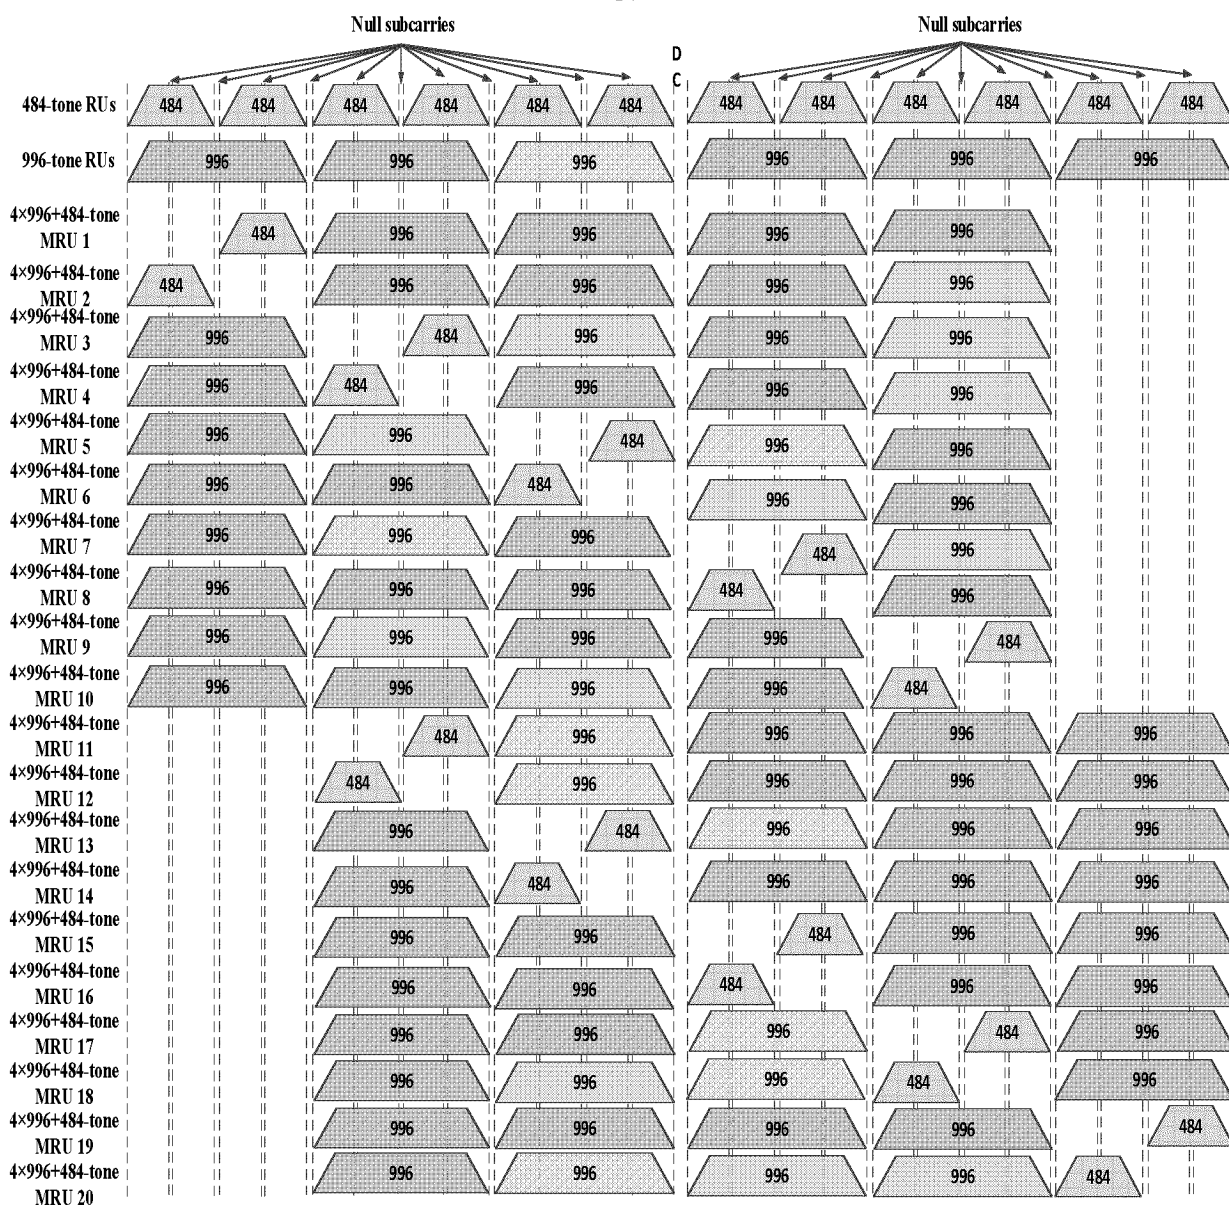 Null subcarries Null subcarries
D
C
484-tone RUs 484 484 484 484 484 484 484 484 484 484 484 484
996-tone RUs 996 996 996 996 996 996
4×996+484-tone MRU 1 484 996 996 996 996
4×996+484-tone MRU 2 484 996 996 996 996
4×996+484-tone MRU 3 996 484 996 996 996
4×996+484-tone MRU 4 996 484 996 996 996
4×996+484-tone MRU 5 996 996 484 996 996
4×996+484-tone MRU 6 996 996 484 996 996
4×996+484-tone MRU 7 996 996 996 484 996
4×996+484-tone MRU 8 996 996 996 484 996
4×996+484-tone MRU 9 996 996 996 996 484
4×996+484-tone MRU 10 996 996 996 996 484
4×996+484-tone MRU 11 484 996 996 996 996
4×996+484-tone MRU 12 484 996 996 996 996
4×996+484-tone MRU 13 996 484 996 996 996
4×996+484-tone MRU 14 996 484 996 996 996
4×996+484-tone MRU 15 996 996 484 996 996
4×996+484-tone MRU 16 996 996 484 996 996
4×996+484-tone MRU 17 996 996 996 484 996
4×996+484-tone MRU 18 996 996 996 484 996
4×996+484-tone MRU 19 996 996 996 996 484
4×996+484-tone MRU 20 996 996 996 996 484